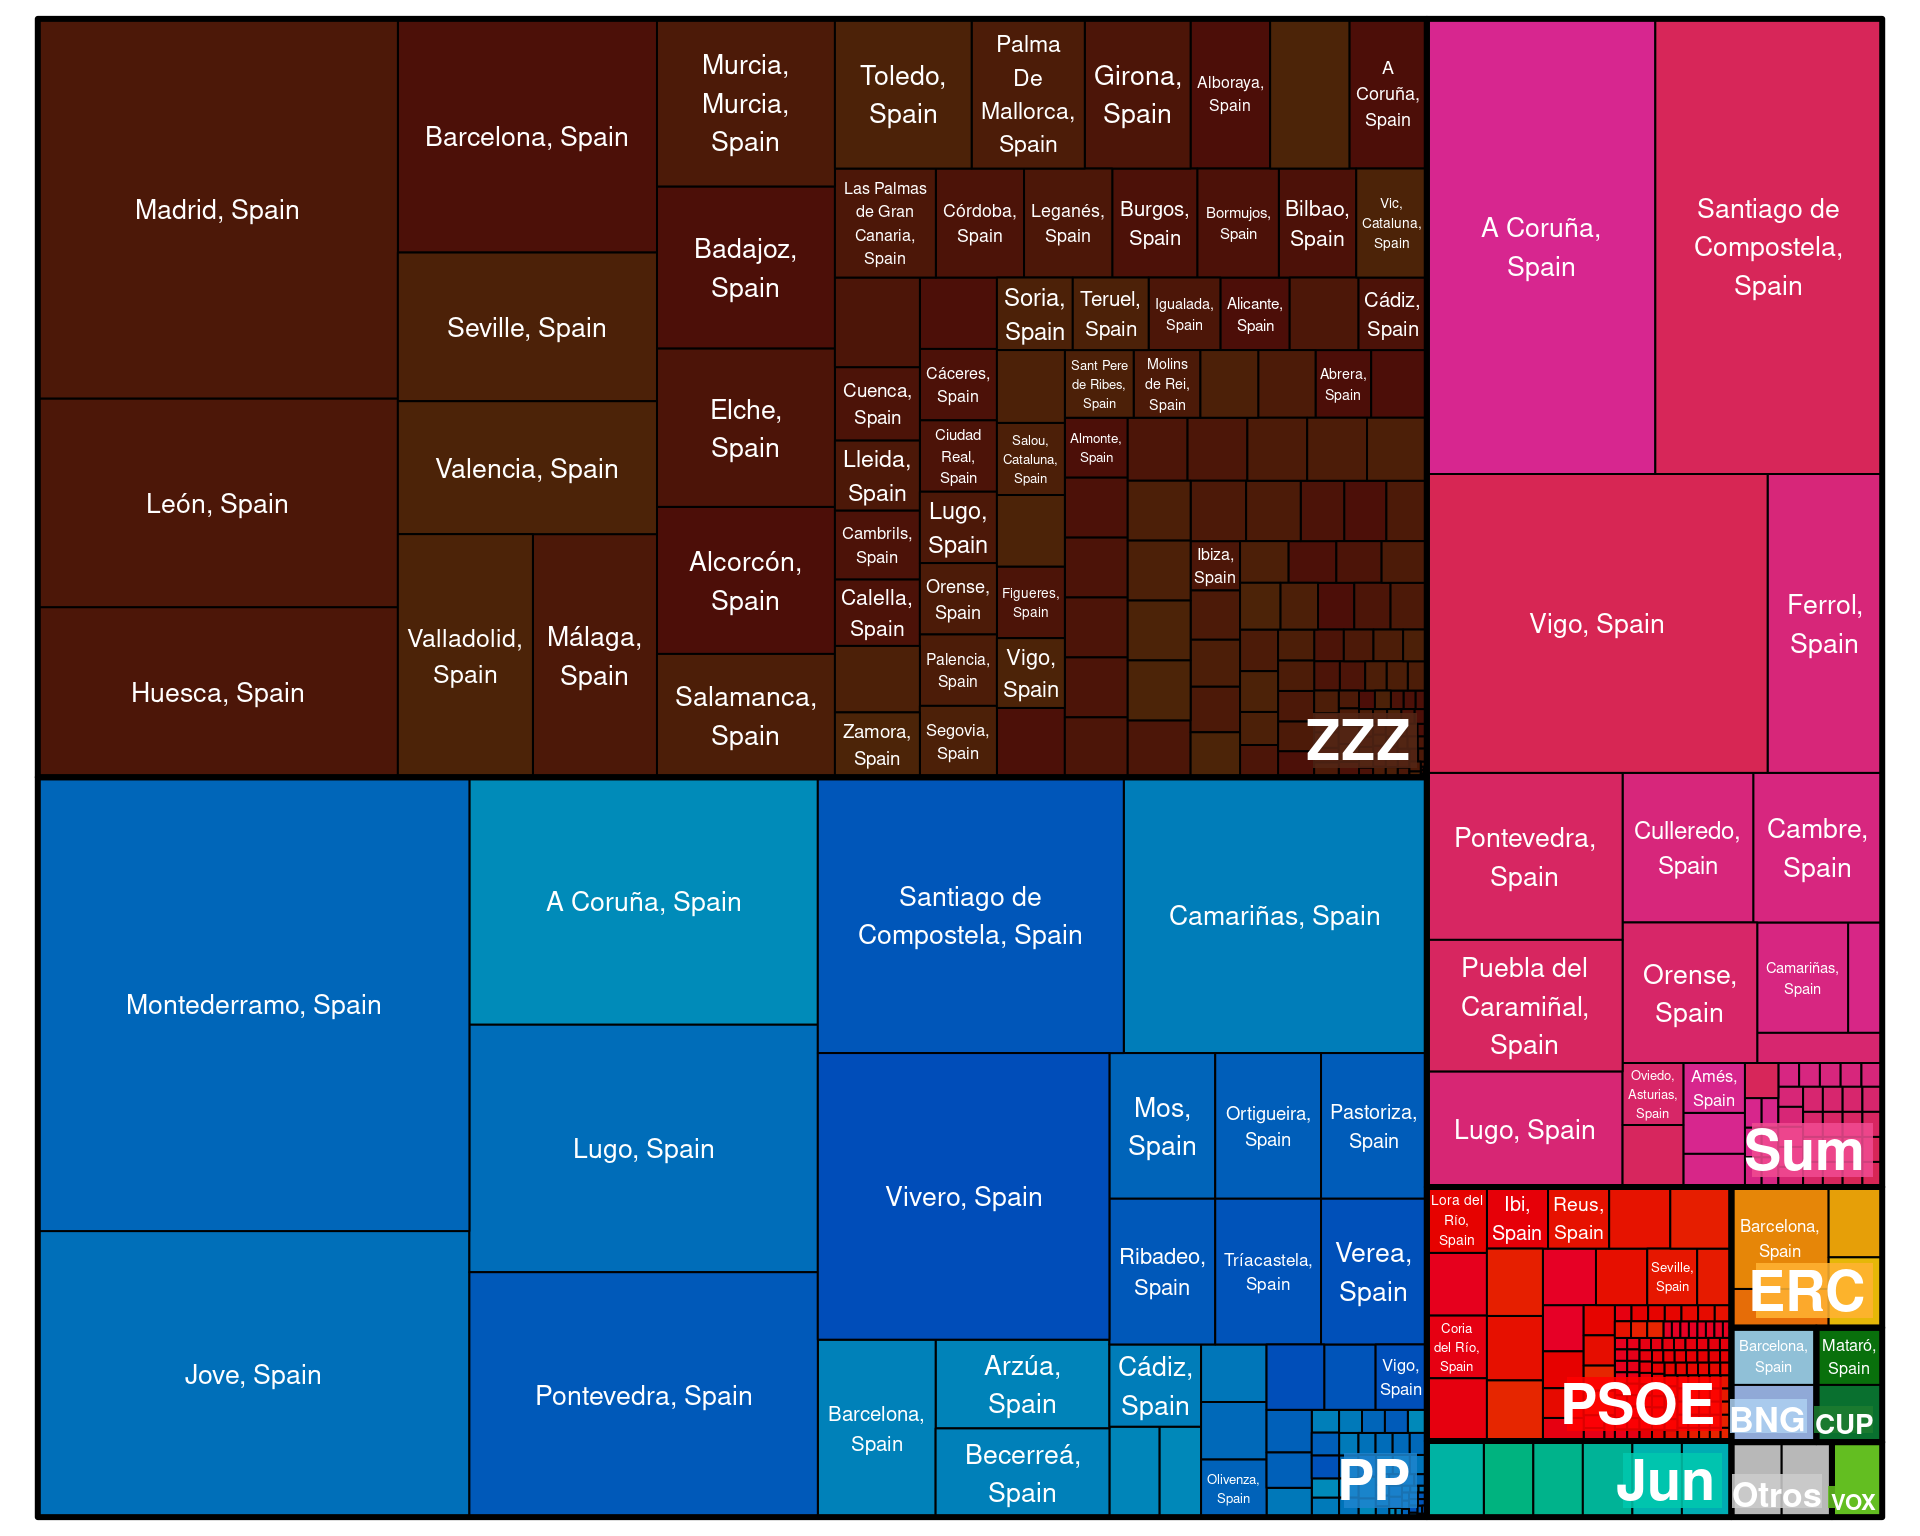 Madrid, Spain
León, Spain
Huesca, Spain
Barcelona, Spain
Seville, Spain
Valencia, Spain
Valladolid,
Spain
Málaga,
Spain
Murcia,
Murcia,
Spain
Badajoz,
Spain
Elche,
Spain
Alcorcón,
Spain
Salamanca,
Spain
Toledo,
Spain
Palma
De
Mallorca,
Spain
Girona,
Spain
Alboraya,
Spain
A
Coruña,
Spain
Las Palmas
de Gran
Canaria,
Spain
Córdoba,
Spain
Leganés,
Spain
Burgos,
Spain
Bormujos,
Spain
Bilbao,
Spain
Vic,
Cataluna,
Spain
Cuenca,
Spain
Lleida,
Spain
Cambrils,
Spain
Calella,
Spain
Zamora,
Spain
Cáceres,
Spain
Ciudad
Real,
Spain
Lugo,
Spain
Orense,
Spain
Palencia,
Spain
Segovia,
Spain
Soria,
Spain
Teruel,
Spain
Igualada,
Spain
Alicante,
Spain
Cádiz,
Spain
Salou,
Cataluna,
Spain
Figueres,
Spain
Vigo,
Spain
Sant Pere
de Ribes,
Spain
Molins
de Rei,
Spain
Abrera,
Spain
Almonte,
Spain
Ibiza,
Spain
ZZZ
Montederramo, Spain
Jove, Spain
A Coruña, Spain
Lugo, Spain
Pontevedra, Spain
Santiago de
Compostela, Spain
Camariñas, Spain
Vivero, Spain
Mos,
Spain
Ortigueira,
Spain
Pastoriza,
Spain
Ribadeo,
Spain
Tríacastela,
Spain
Verea,
Spain
Barcelona,
Spain
Arzúa,
Spain
Becerreá,
Spain
Cádiz,
Spain
Olivenza,
Spain
Vigo,
Spain
PP
A Coruña,
Spain
Santiago de
Compostela,
Spain
Vigo, Spain
Ferrol,
Spain
Pontevedra,
Spain
Puebla del
Caramiñal,
Spain
Lugo, Spain
Culleredo,
Spain
Cambre,
Spain
Orense,
Spain
Camariñas,
Spain
Oviedo,
Asturias,
Spain
Amés,
Spain
Sum
Lora del
Río,
Spain
Ibi,
Spain
Reus,
Spain
Seville,
Spain
Coria
del Río,
Spain
PSOE
Barcelona,
Spain
ERC
Barcelona,
Spain
BNG
Mataró,
Spain
CUP
Jun
Otros
VOX